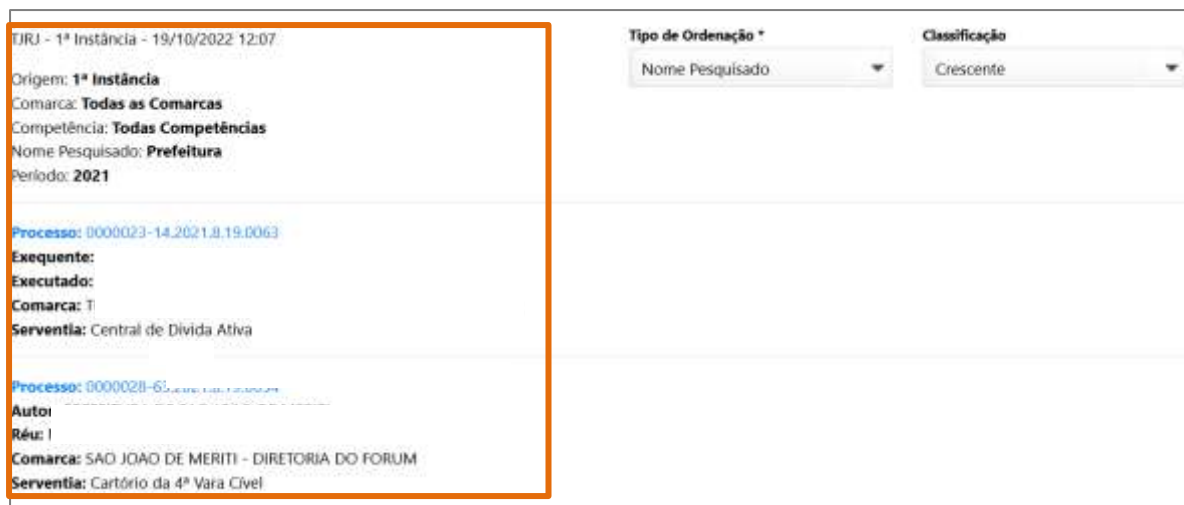 TJRJ - 1ª Instância - 19/10/2022 12:07
Origem: 1ª Instância
Comarca: Todas as Comarcas
Competência: Todas Competências
Nome Pesquisado: Prefeitura
Período: 2021
Tipo de Ordenação *
Nome Pesquisado
Classificação
Crescente
Processo: 0000023-14.2021.8.19.0063
Exequente:
Executado:
Comarca: T
Serventia: Central de Dívida Ativa
Processo:
Autor
Réu:
Comarca: SAO JOAO DE MERITI - DIRETORIA DO FORUM
Serventia: Cartório da 4ª Vara Cível